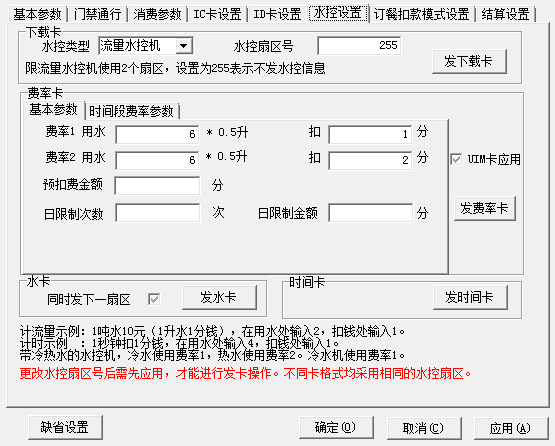 基本参数 门禁通行 消费参数 IC卡设置 ID卡设置 水控设置 订餐扣款模式设置 结算设置
下载卡
水控类型 流量水控机 水控扇区号 255
限流量水控机使用2个扇区，设置为255表示不发水控信息
发下载卡
费率卡
基本参数 时间段费率参数
费率1 用水 6 * 0.5升 扣 1 分
费率2 用水 6 * 0.5升 扣 2 分
预扣费金额 分
日限制次数 次 日限制金额 分
UIM卡应用
发费率卡
水卡
同时发下一扇区 发水卡
时间卡
发时间卡
计流量示例：1吨水10元（1升水1分钱），在用水处输入2，扣钱处输入1。
计时示例 ：1秒钟扣1分钱，在用水处输入4，扣钱处输入1。
带冷热水的水控机，冷水使用费率1，热水使用费率2。冷水机使用费率1。
更改水控扇区号后需先应用，才能进行发卡操作。不同卡格式均采用相同的水控扇区。
缺省设置 确定(O) 取消(C) 应用(A)